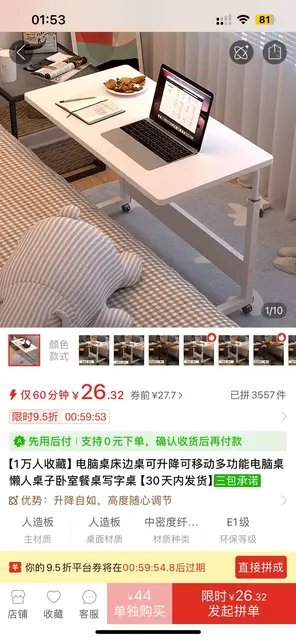 01:53
81
1/10
颜色
款式
仅60分钟 ¥26.32 券前¥27.7> 已拼3557件
限时9.5折 00:59:53
先用后付 | 支持0元下单，确认收货后再付款
【1万人收藏】电脑桌床边桌可升降可移动多功能电脑桌
懒人桌子卧室餐桌写字桌【30天内发货】三包承诺
优势：升降自如，高度随心调节
人造板 人造板 中密度纤... E1级
主材质 桌面材质 材质种类 环保等级
你的9.5折平台券将在00:59:54.8后过期 直接拼成
¥44 限时¥26.32
店铺 收藏 客服 单独购买 发起拼单